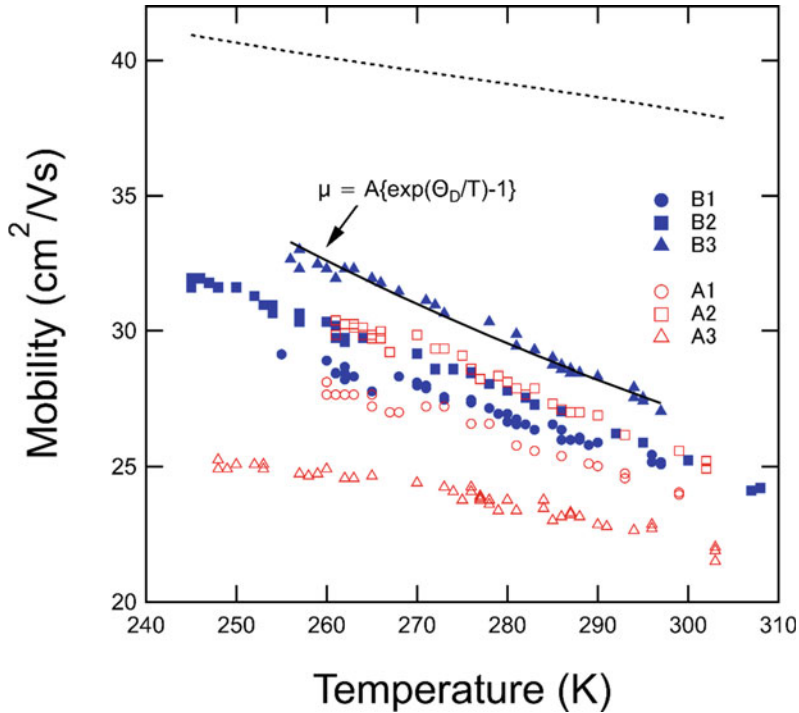 40
35
30
25
20
Mobility (cm²/Vs)
μ = A{exp(Θ_D/T)-1}
B1
B2
B3
A1
A2
A3
240
250
260
270
280
290
300
310
Temperature (K)